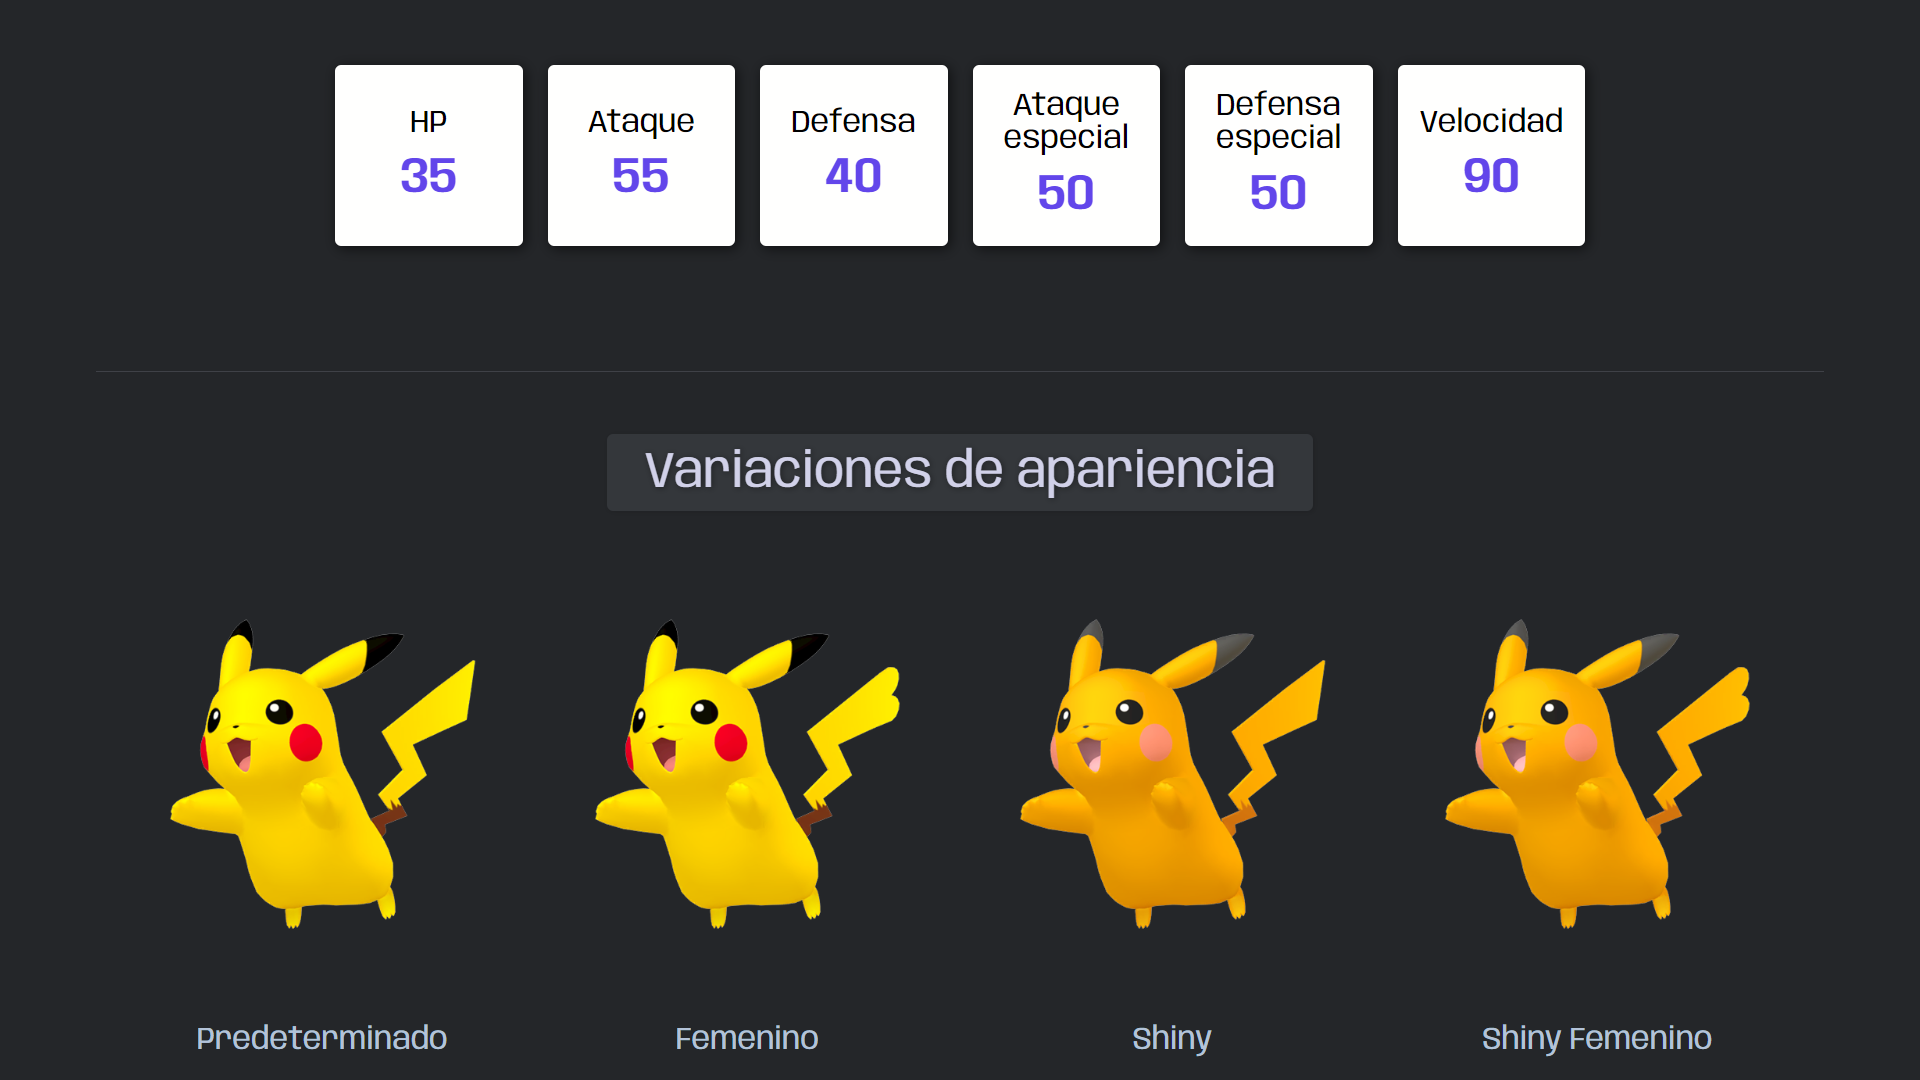 HP
35
Ataque
55
Defensa
40
Ataque
especial
50
Defensa
especial
50
Velocidad
90
Variaciones de apariencia
Predeterminado
Femenino
Shiny
Shiny Femenino